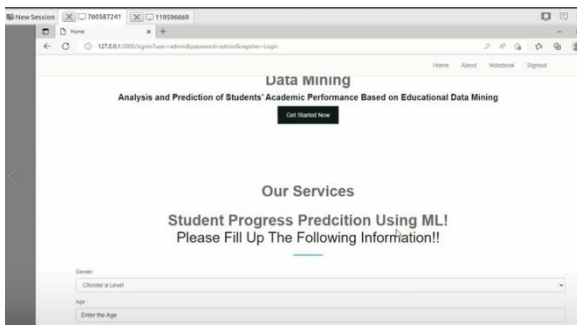 New Session
760587241
119596669
Home
127.0.0.1:5000/signin?user=admin&password=admin&register=Login
Home About Notebook Signout
Data Mining
Analysis and Prediction of Students' Academic Performance Based on Educational Data Mining
Get Started Now
Our Services
Student Progress Predcition Using ML!
Please Fill Up The Following Information!!
Gender
Choose a Level
Age
Enter the Age